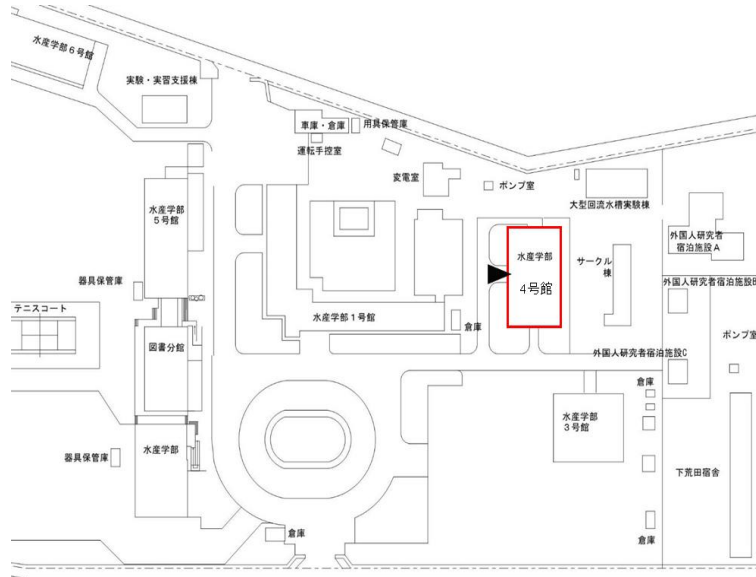 水産学部6号館
実験・実習支援棟
車庫・倉庫
用具保管庫
運転手控室
変電室
ポンプ室
大型回流水槽実験棟
水産学部
5号館
外国人研究者
宿泊施設A
水産学部
4号館
サークル
棟
器具保管庫
外国人研究者宿泊施設B
テニスコート
水産学部1号館
倉庫
ポンプ室
図書分館
外国人研究者宿泊施設C
倉庫
水産学部
3号館
水産学部
器具保管庫
下荒田宿舎
倉庫
倉庫